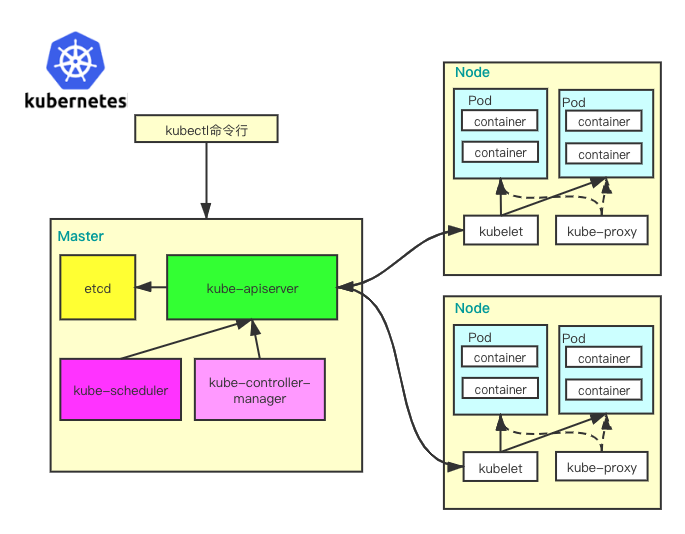 kubernetes
kubectl命令行
Master
etcd
kube-apiserver
kube-scheduler
kube-controller-
manager
Node
Pod
container
container
Pod
container
container
kubelet
kube-proxy
Node
Pod
container
container
Pod
container
container
kubelet
kube-proxy